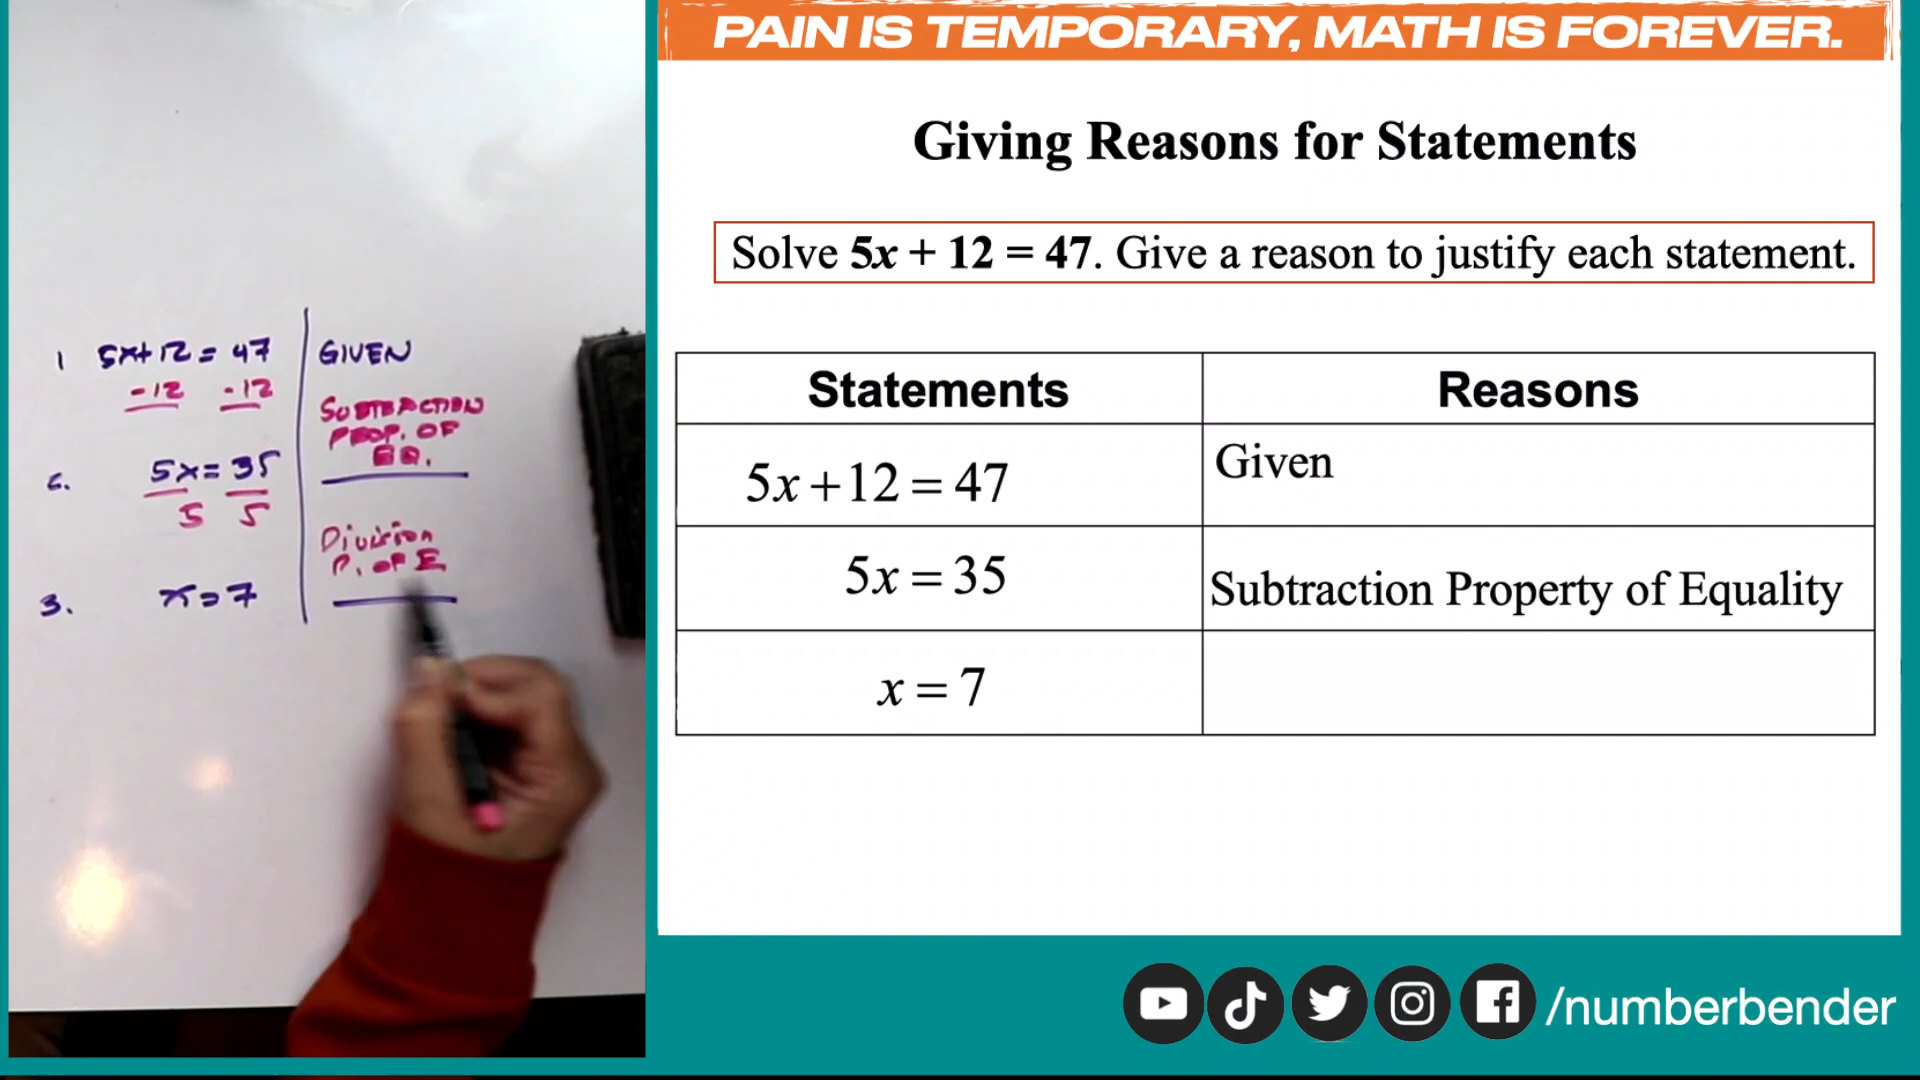 1 5x+12 = 47 GIVEN
-12 -12
SUBTRACTION
PROP. OF
EQ.
5x = 35
5 5
Division
P. OF E
3. x=7
PAIN IS TEMPORARY, MATH IS FOREVER.
Giving Reasons for Statements
Solve 5x + 12 = 47. Give a reason to justify each statement.
Statements Reasons
5x+12=47 Given
5x=35 Subtraction Property of Equality
x=7
/numberbender